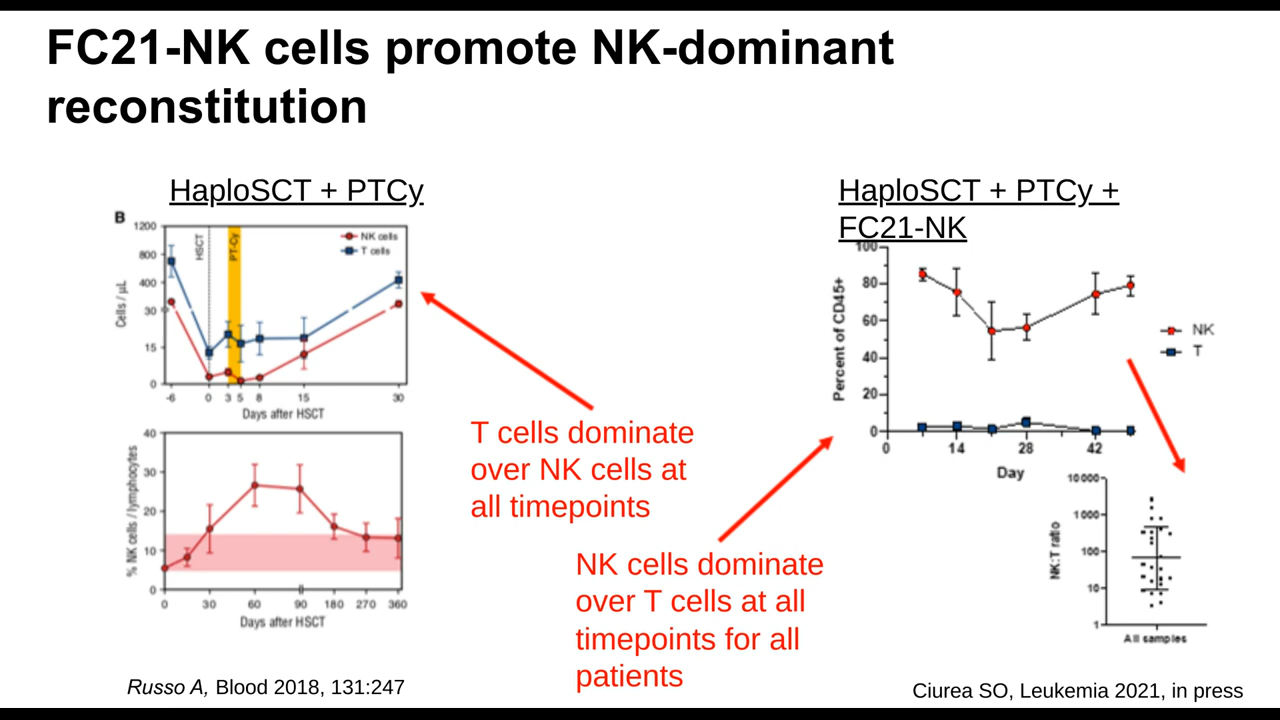 FC21-NK cells promote NK-dominant
reconstitution
HaploSCT + PTCy
B
1200
800
400
30
15
0
Cells / µL
HSCT
PT-Cy
NK cells
T cells
-6 0 3 5 8 15 30
Days after HSCT
40
30
20
10
0
% NK cells / lymphocytes
0 30 60 90 180 270 360
Days after HSCT
Russo A, Blood 2018, 131:247
T cells dominate
over NK cells at
all timepoints
NK cells dominate
over T cells at all
timepoints for all
patients
HaploSCT + PTCy +
FC21-NK
100
80
60
40
20
0
Percent of CD45+
NK
T
0 14 28 42
Day
10000
1000
100
10
1
NK:T ratio
All samples
Ciurea SO, Leukemia 2021, in press